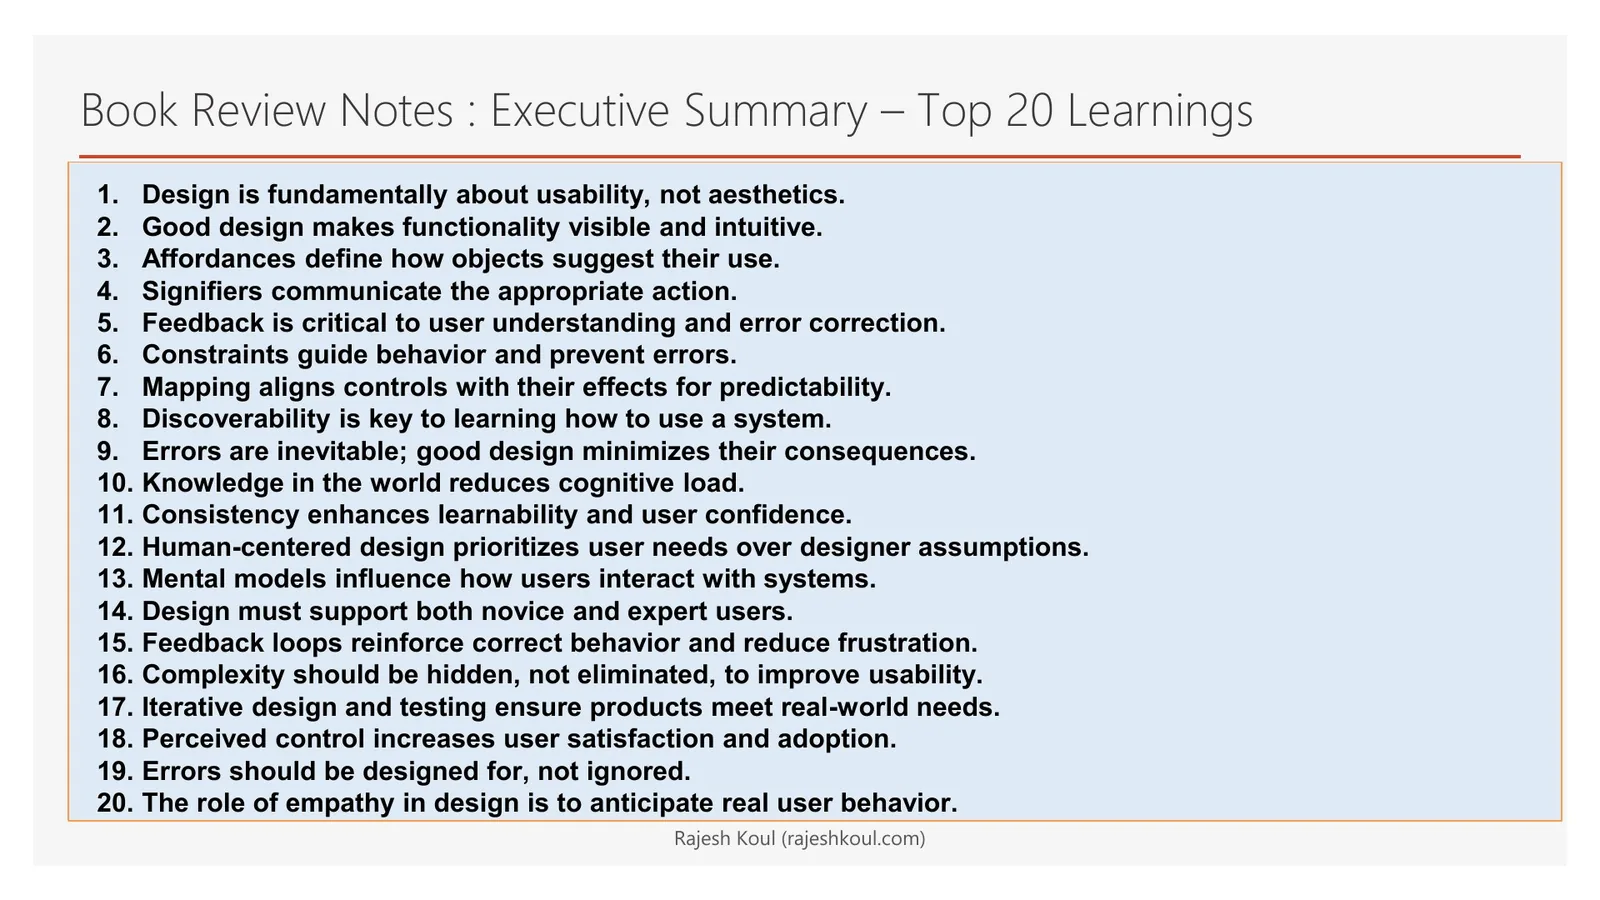 Book Review Notes : Executive Summary – Top 20 Learnings
1. Design is fundamentally about usability, not aesthetics.
2. Good design makes functionality visible and intuitive.
3. Affordances define how objects suggest their use.
4. Signifiers communicate the appropriate action.
5. Feedback is critical to user understanding and error correction.
6. Constraints guide behavior and prevent errors.
7. Mapping aligns controls with their effects for predictability.
8. Discoverability is key to learning how to use a system.
9. Errors are inevitable; good design minimizes their consequences.
10. Knowledge in the world reduces cognitive load.
11. Consistency enhances learnability and user confidence.
12. Human-centered design prioritizes user needs over designer assumptions.
13. Mental models influence how users interact with systems.
14. Design must support both novice and expert users.
15. Feedback loops reinforce correct behavior and reduce frustration.
16. Complexity should be hidden, not eliminated, to improve usability.
17. Iterative design and testing ensure products meet real-world needs.
18. Perceived control increases user satisfaction and adoption.
19. Errors should be designed for, not ignored.
20. The role of empathy in design is to anticipate real user behavior.
Rajesh Koul (rajeshkoul.com)